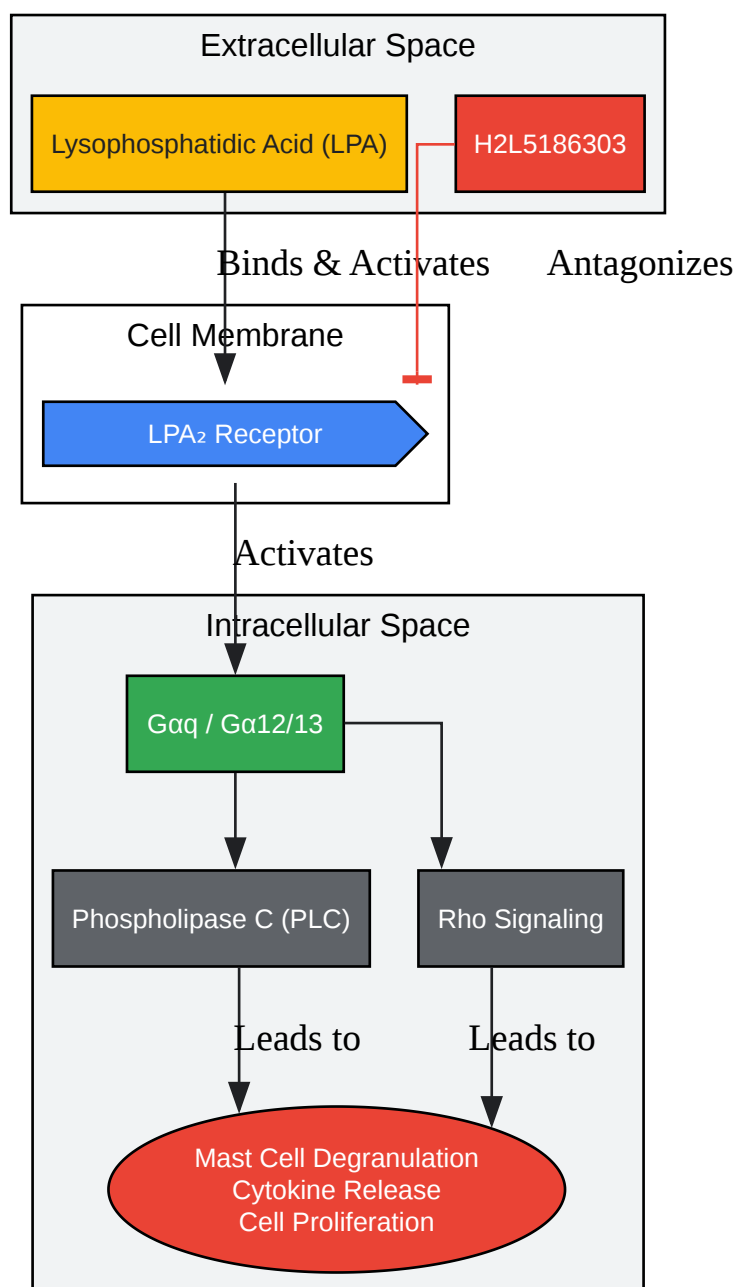 Extracellular Space
Lysophosphatidic Acid (LPA)
H2L5186303
Binds & Activates
Antagonizes
Cell Membrane
LPA₂ Receptor
Activates
Intracellular Space
Gαq / Gα12/13
Phospholipase C (PLC)
Rho Signaling
Leads to
Leads to
Mast Cell Degranulation
Cytokine Release
Cell Proliferation